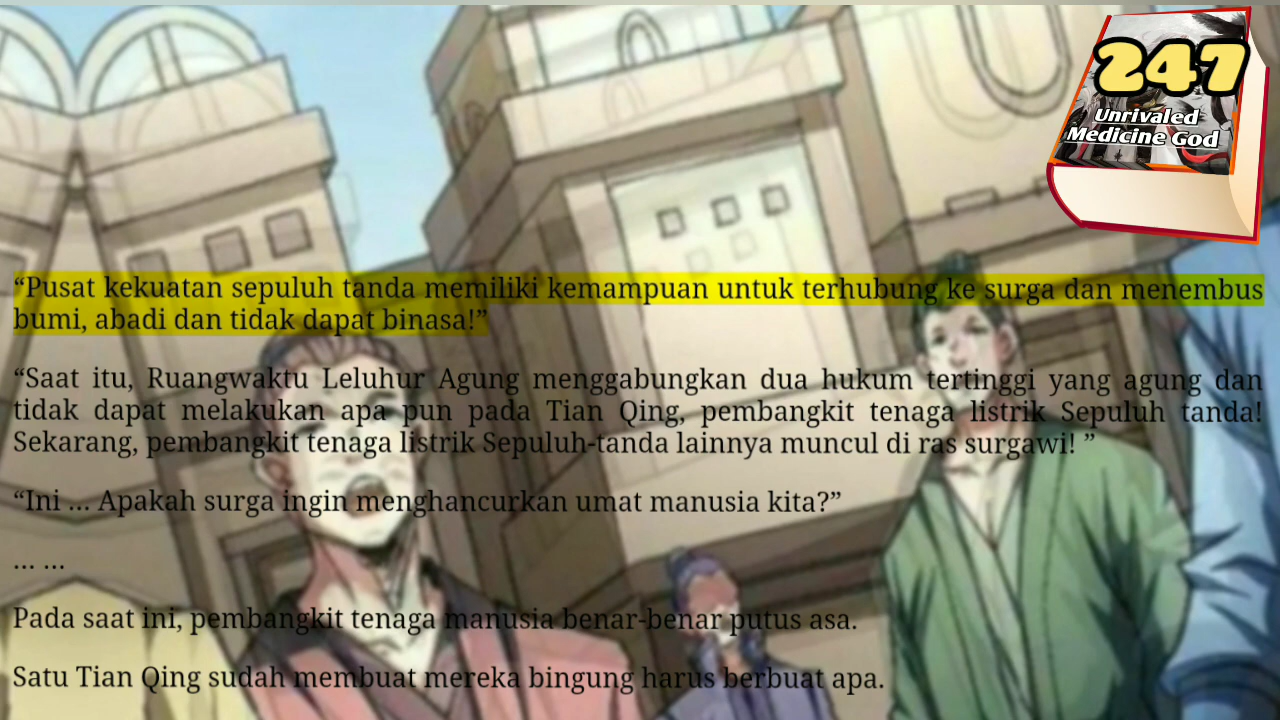 247
Unrivaled
Medicine God
“Pusat kekuatan sepuluh tanda memiliki kemampuan untuk terhubung ke surga dan menembus
bumi, abadi dan tidak dapat binasa!”
“Saat itu, Ruangwaktu Leluhur Agung menggabungkan dua hukum tertinggi yang agung dan
tidak dapat melakukan apa pun pada Tian Qing, pembangkit tenaga listrik Sepuluh tanda!
Sekarang, pembangkit tenaga listrik Sepuluh-tanda lainnya muncul di ras surgawi! ”
“Ini … Apakah surga ingin menghancurkan umat manusia kita?”
… …
Pada saat ini, pembangkit tenaga manusia benar-benar putus asa.
Satu Tian Qing sudah membuat mereka bingung harus berbuat apa.